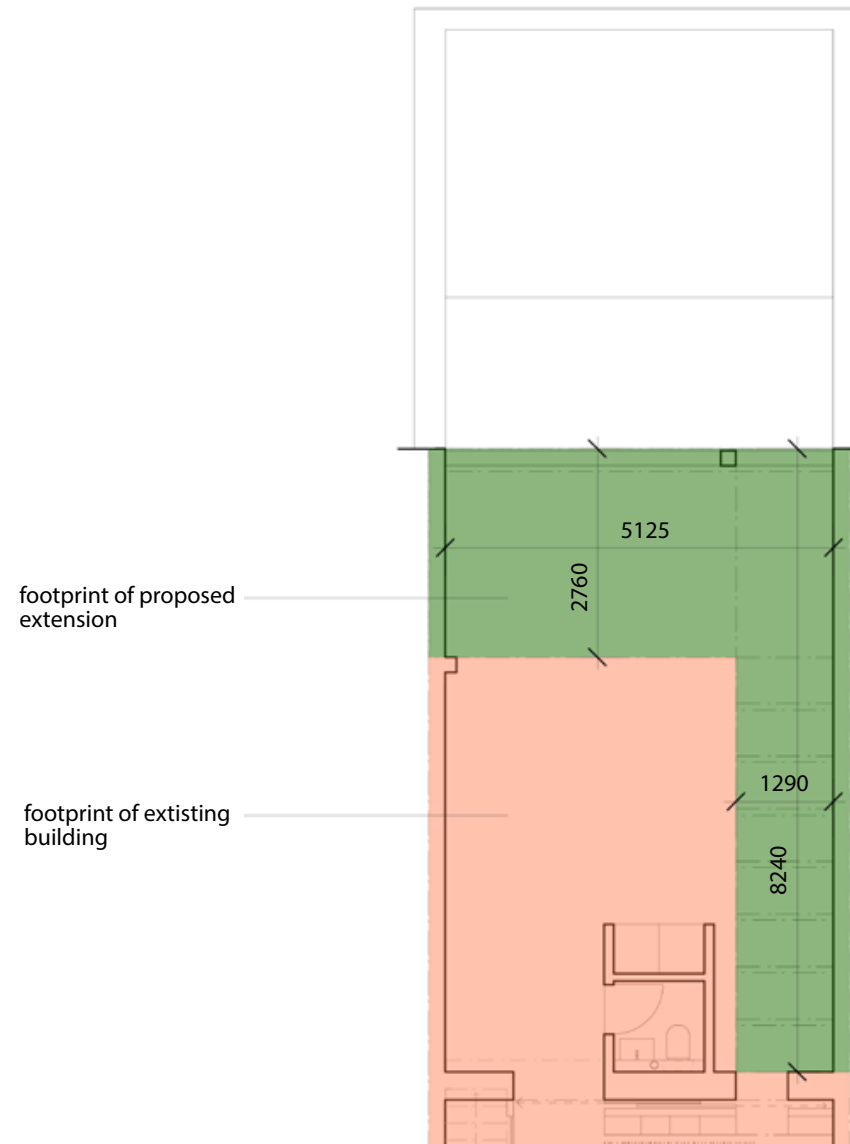 5125
2760
footprint of proposed
extension
1290
footprint of extisting
building
8240